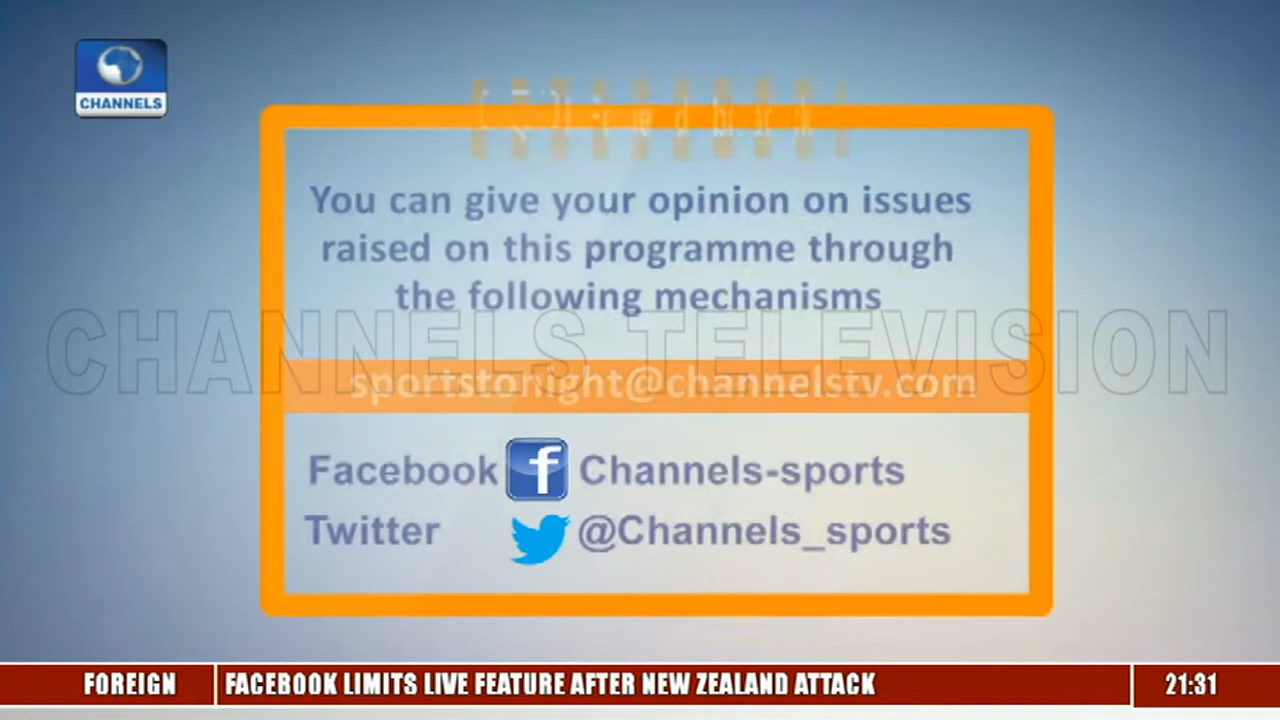 CHANNELS
You can give your opinion on issues
raised on this programme through
the following mechanisms
CHANNELS TELEVISION
sportstonight@channelstv.com
Facebook f Channels-sports
Twitter @Channels_sports
FOREIGN FACEBOOK LIMITS LIVE FEATURE AFTER NEW ZEALAND ATTACK 21:31